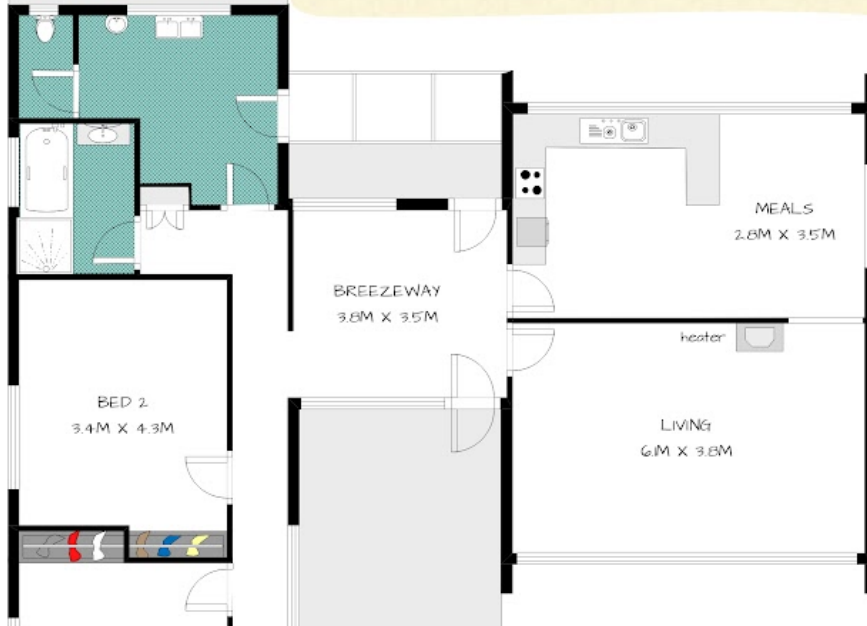 MEALS
2.8M X 3.5M
BREEZEWAY
3.8M X 3.5M
heater
BED 2
3.4M X 4.3M
LIVING
6.1M X 3.8M